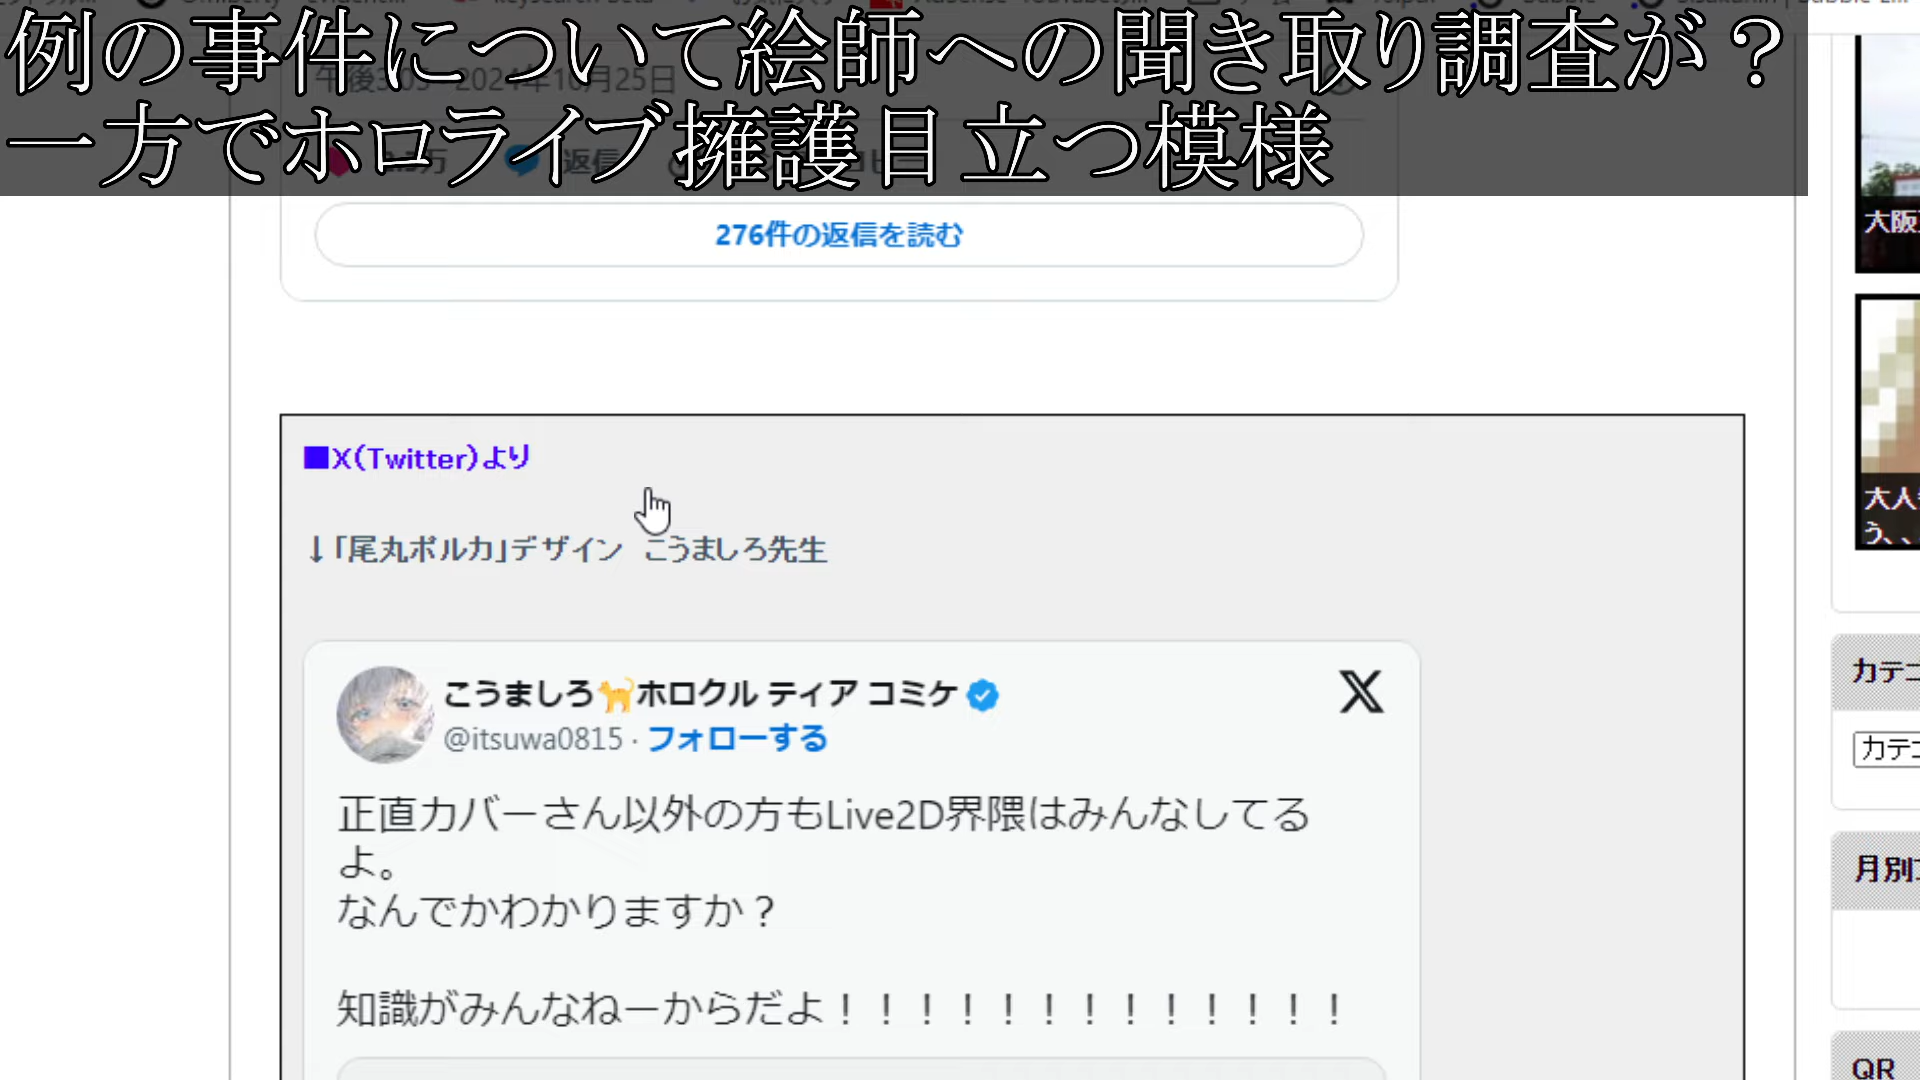 例の事件について絵師への聞き取り調査が？
一方でホロライブ擁護目立つ模様
276件の返信を読む
■X(Twitter)より
↓「尾丸ポルカ」デザイン こうましろ先生
こうましろ🐈ホロクル ティア コミケ
@itsuwa0815 · フォローする
正直カバーさん以外の方もLive2D界隈はみんなしてる
よ。
なんでかわかりますか？
知識がみんなねーからだよ！！！！！！！！！！！！！
大阪
大人
う、、
カテゴ
カテゴ
月別
QR